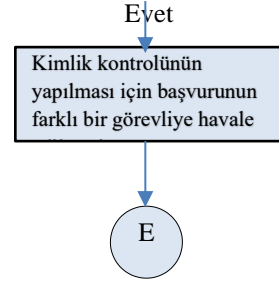 Evet
Kimlik kontrolünün
yapılması için başvurunun
farklı bir görevliye havale
E